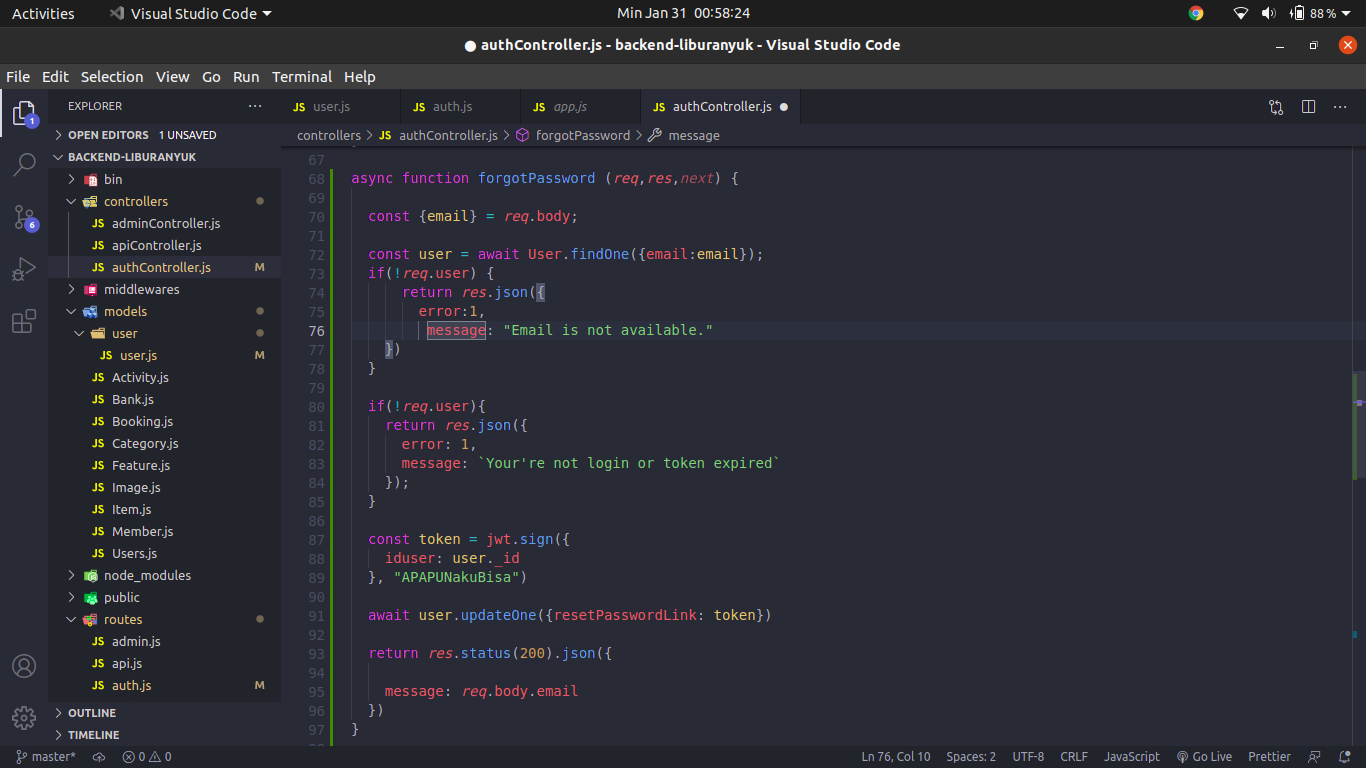 Activities Visual Studio Code Min Jan 31 00:58:24 88 %
● authController.js - backend-liburanyuk - Visual Studio Code
File Edit Selection View Go Run Terminal Help
EXPLORER
OPEN EDITORS 1 UNSAVED
BACKEND-LIBURANYUK
bin
controllers
JS adminController.js
JS apiController.js
JS authController.js M
middlewares
models
user
JS user.js M
JS Activity.js
JS Bank.js
JS Booking.js
JS Category.js
JS Feature.js
JS Image.js
JS Item.js
JS Member.js
JS Users.js
node_modules
public
routes
JS admin.js
JS api.js
JS auth.js M
OUTLINE
TIMELINE
1
6
JS user.js JS auth.js JS app.js JS authController.js ●
controllers > JS authController.js > forgotPassword > message
67
68 async function forgotPassword (req,res,next) {
69
70 const {email} = req.body;
71
72 const user = await User.findOne({email:email});
73 if(!req.user) {
74 return res.json({
75 error:1,
76 message: "Email is not available."
77 })
78 }
79
80 if(!req.user){
81 return res.json({
82 error: 1,
83 message: `Your're not login or token expired`
84 });
85 }
86
87 const token = jwt.sign({
88 iduser: user._id
89 }, "APAPUNakuBisa")
90
91 await user.updateOne({resetPasswordLink: token})
92
93 return res.status(200).json({
94
95 message: req.body.email
96 })
97 }
master* 0 0 Ln 76, Col 10 Spaces: 2 UTF-8 CRLF JavaScript Go Live Prettier